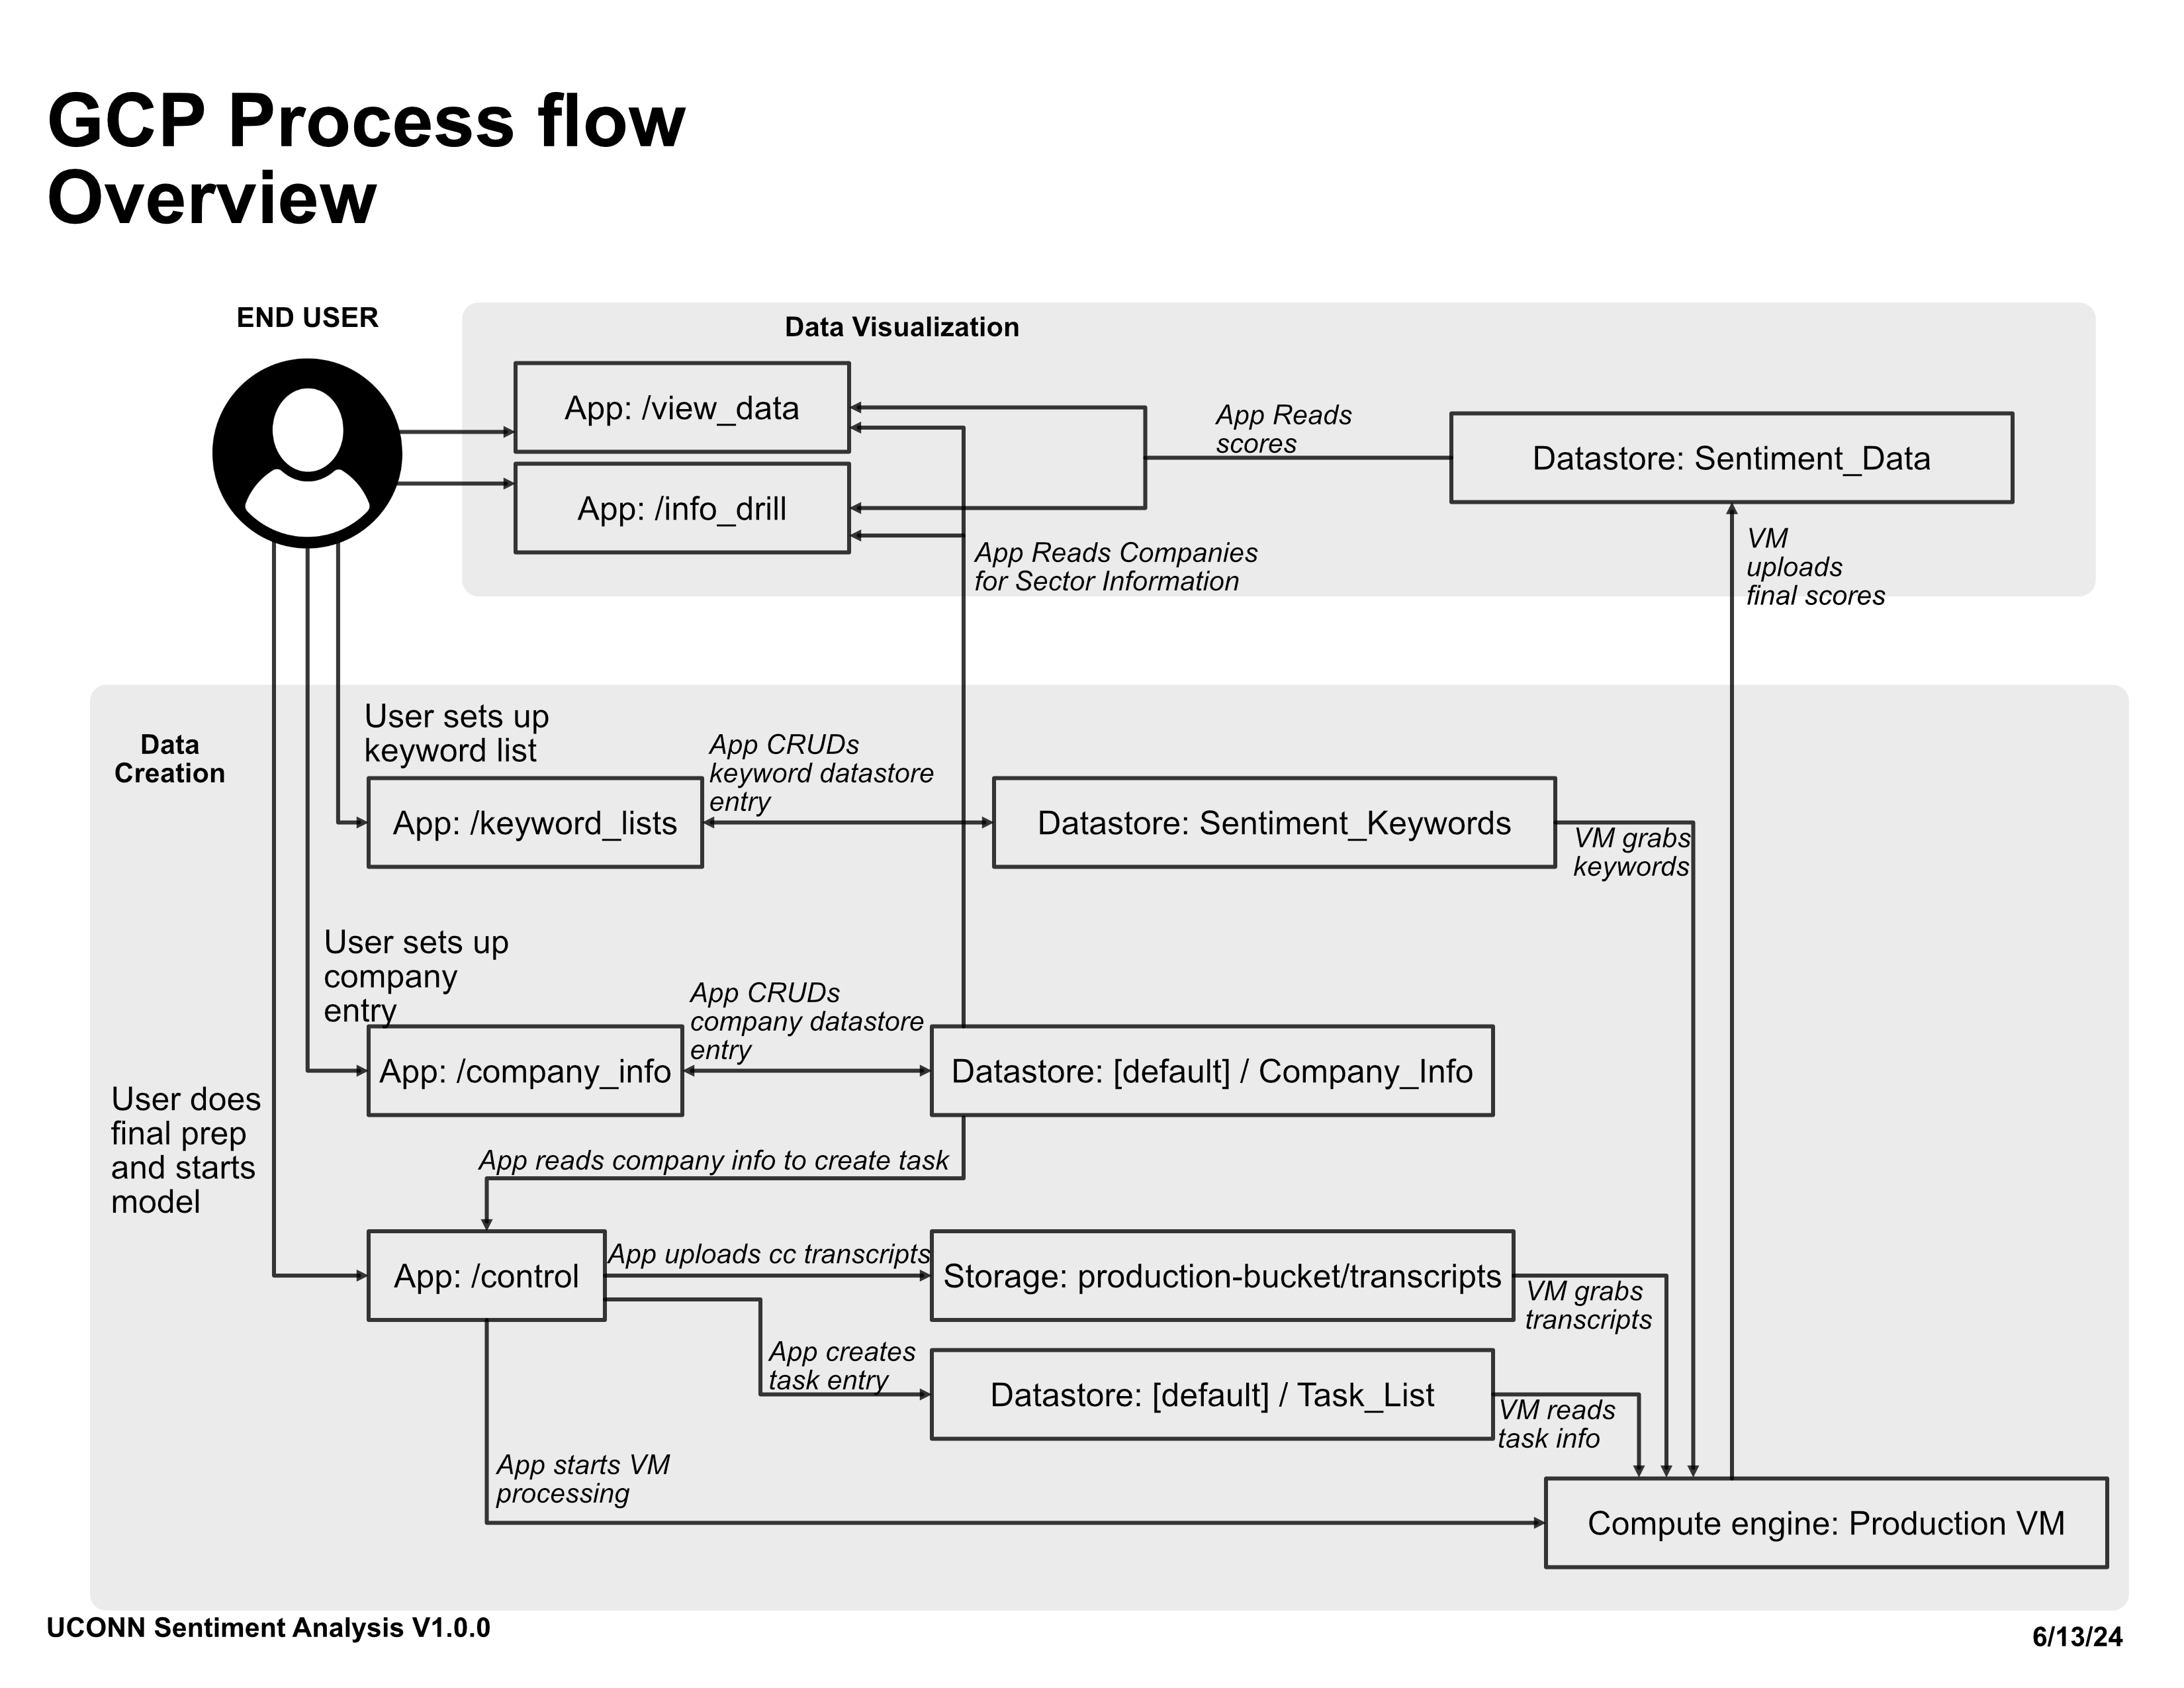 GCP Process flow
Overview
END USER
Data Visualization
App: /view_data
App Reads
scores
Datastore: Sentiment_Data
App: /info_drill
App Reads Companies
for Sector Information
VM
uploads
final scores
Data
Creation
User sets up
keyword list
App CRUDs
keyword datastore
entry
App: /keyword_lists
Datastore: Sentiment_Keywords
VM grabs
keywords
User sets up
company
entry
App CRUDs
company datastore
entry
App: /company_info
Datastore: [default] / Company_Info
User does
final prep
and starts
model
App reads company info to create task
App: /control
App uploads cc transcripts
Storage: production-bucket/transcripts
VM grabs
transcripts
App creates
task entry
Datastore: [default] / Task_List
VM reads
task info
App starts VM
processing
Compute engine: Production VM
UCONN Sentiment Analysis V1.0.0
6/13/24